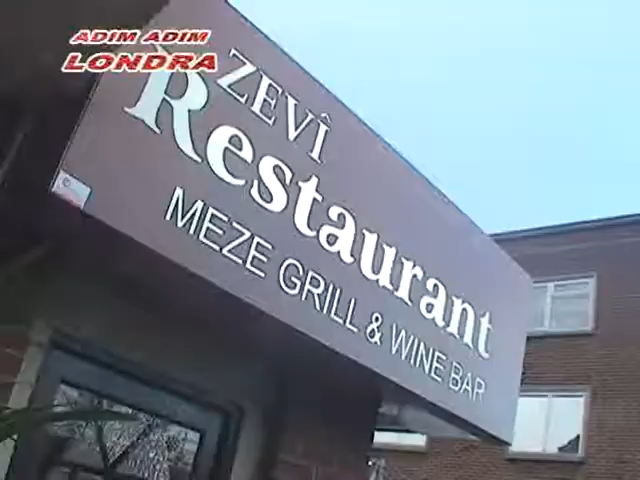 ADIM ADIM
LONDRA
ZEVÎ
Restaurant
MEZE GRILL & WINE BAR